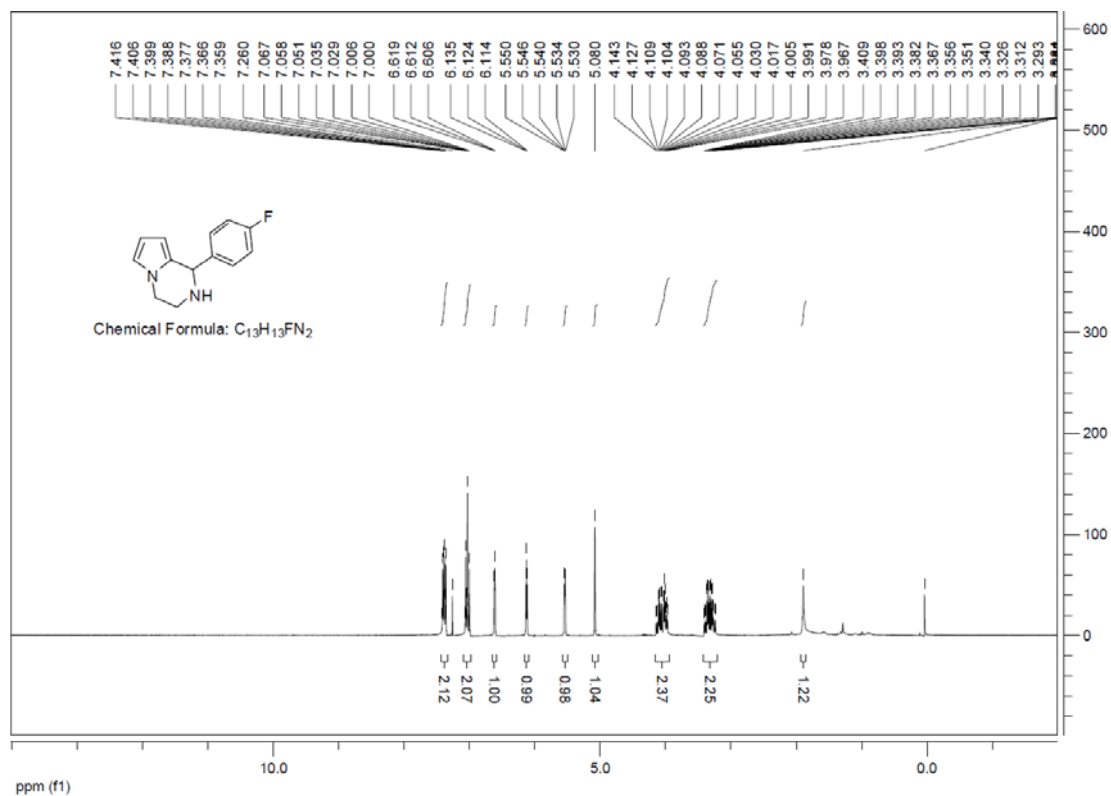 7.416 7.406 7.399 7.388 7.377 7.366 7.359 7.260 7.067 7.058 7.051 7.035 7.029 7.006 7.000 6.619 6.612 6.606 6.135 6.124 6.114 5.550 5.546 5.540 5.534 5.530 5.080 4.143 4.127 4.109 4.104 4.093 4.088 4.071 4.055 4.030 4.017 4.005 3.991 3.978 3.967 3.409 3.398 3.393 3.382 3.367 3.356 3.351 3.340 3.326 3.312 3.293
600
500
400
300
200
100
0
F
N
NH
Chemical Formula: C₁₃H₁₃FN₂
2.12 2.07 1.00 0.99 0.98 1.04 2.37 2.25 1.22
10.0 5.0 0.0
ppm (f1)